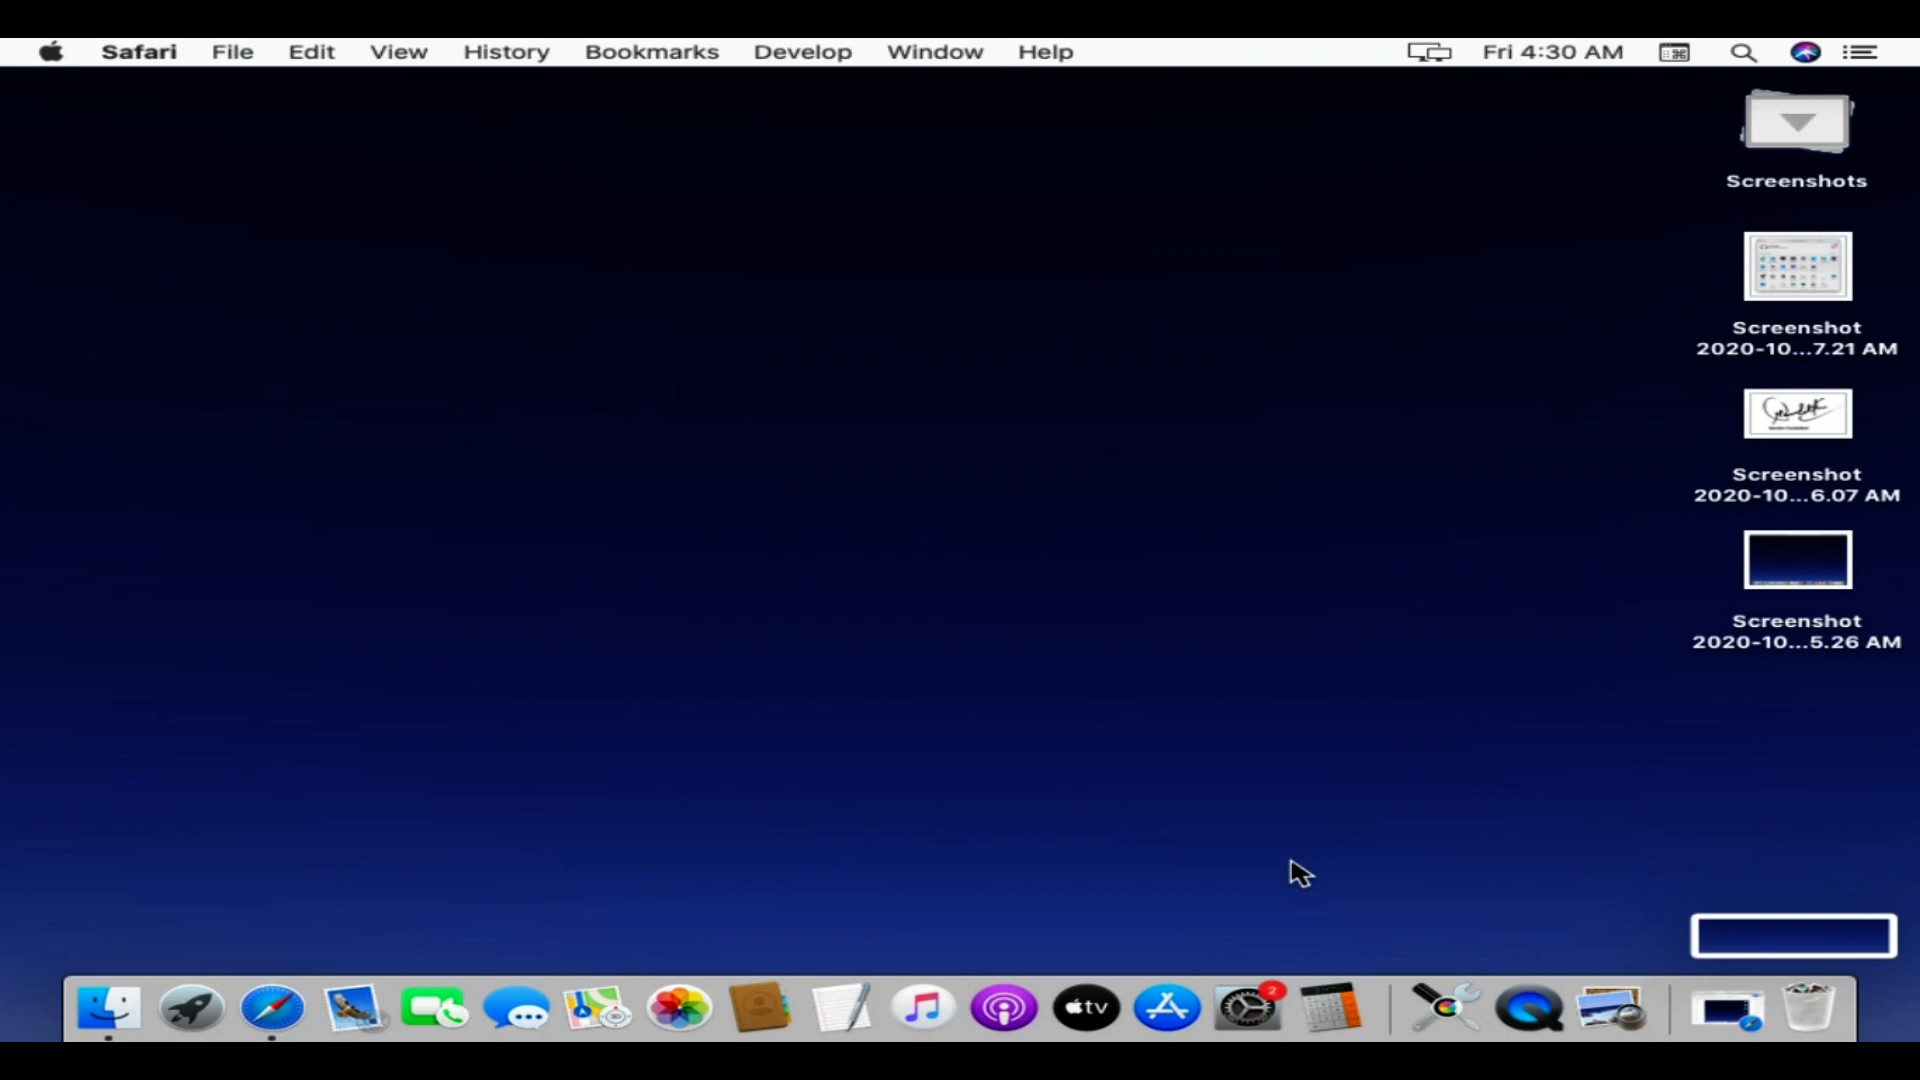 Safari File Edit View History Bookmarks Develop Window Help Fri 4:30 AM
Screenshots
Screenshot
2020-10...7.21 AM
Screenshot
2020-10...6.07 AM
Screenshot
2020-10...5.26 AM
2
tv